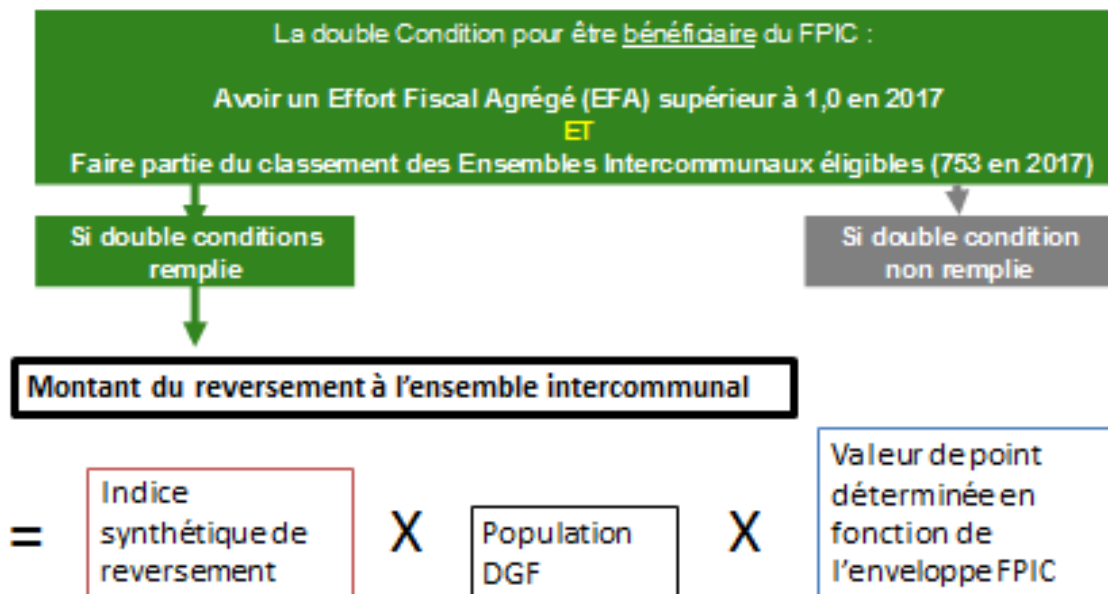 La double Condition pour être bénéficiaire du FPIC :
Avoir un Effort Fiscal Agrégé (EFA) supérieur à 1,0 en 2017
ET
Faire partie du classement des Ensembles Intercommunaux éligibles (753 en 2017)
Si double conditions
remplie
Si double condition
non remplie
Montant du reversement à l'ensemble intercommunal
=
Indice
synthétique de
reversement
X
Population
DGF
X
Valeur de point
déterminée en
fonction de
l'enveloppe FPIC